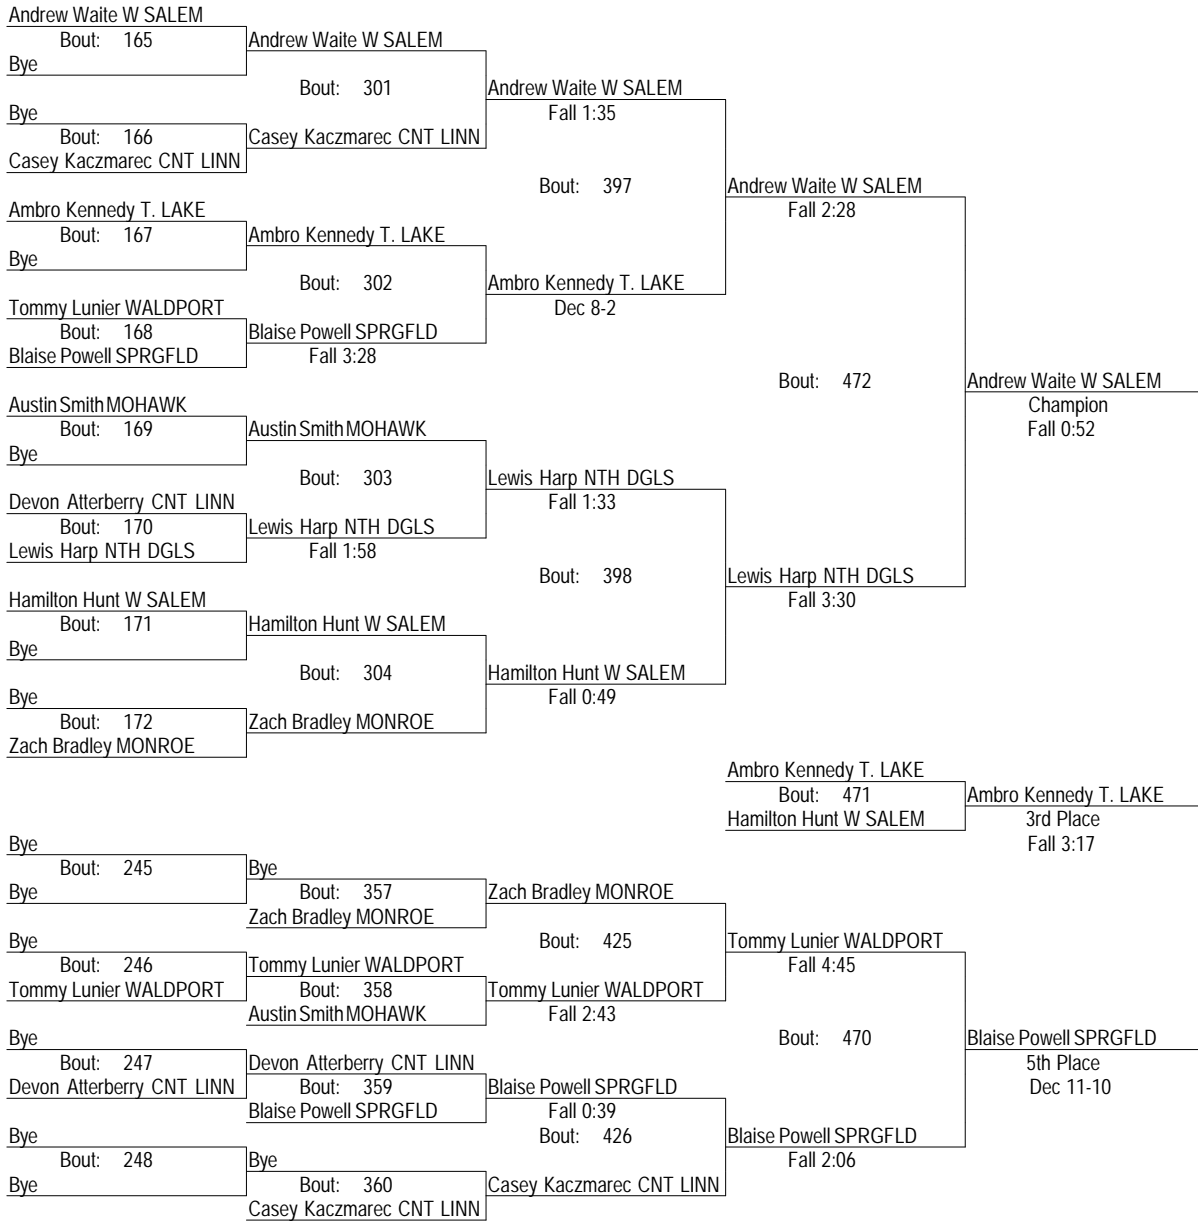 Andrew Waite W SALEM
Bout: 165
Bye
Andrew Waite W SALEM
Bout: 301
Bye
Bout: 166
Casey Kaczmarec CNT LINN
Casey Kaczmarec CNT LINN
Andrew Waite W SALEM
Fall 1:35
Bout: 397
Ambro Kennedy T. LAKE
Bout: 167
Bye
Ambro Kennedy T. LAKE
Bout: 302
Tommy Lunier WALDPORT
Bout: 168
Blaise Powell SPRGFLD
Blaise Powell SPRGFLD
Fall 3:28
Ambro Kennedy T. LAKE
Dec 8-2
Andrew Waite W SALEM
Fall 2:28
Bout: 472
Austin Smith MOHAWK
Bout: 169
Bye
Austin Smith MOHAWK
Bout: 303
Devon Atterberry CNT LINN
Bout: 170
Lewis Harp NTH DGLS
Lewis Harp NTH DGLS
Fall 1:58
Lewis Harp NTH DGLS
Fall 1:33
Bout: 398
Hamilton Hunt W SALEM
Bout: 171
Bye
Hamilton Hunt W SALEM
Bout: 304
Bye
Bout: 172
Zach Bradley MONROE
Zach Bradley MONROE
Hamilton Hunt W SALEM
Fall 0:49
Lewis Harp NTH DGLS
Fall 3:30
Andrew Waite W SALEM
Champion
Fall 0:52
Ambro Kennedy T. LAKE
Bout: 471
Hamilton Hunt W SALEM
Ambro Kennedy T. LAKE
3rd Place
Fall 3:17
Bye
Bout: 245
Bye
Bye
Bout: 357
Zach Bradley MONROE
Zach Bradley MONROE
Bout: 425
Bye
Bout: 246
Tommy Lunier WALDPORT
Tommy Lunier WALDPORT
Bout: 358
Austin Smith MOHAWK
Tommy Lunier WALDPORT
Fall 2:43
Tommy Lunier WALDPORT
Fall 4:45
Bout: 470
Bye
Bout: 247
Devon Atterberry CNT LINN
Devon Atterberry CNT LINN
Bout: 359
Blaise Powell SPRGFLD
Blaise Powell SPRGFLD
Fall 0:39
Bout: 426
Bye
Bout: 248
Bye
Bye
Bout: 360
Casey Kaczmarec CNT LINN
Casey Kaczmarec CNT LINN
Blaise Powell SPRGFLD
Fall 2:06
Blaise Powell SPRGFLD
5th Place
Dec 11-10